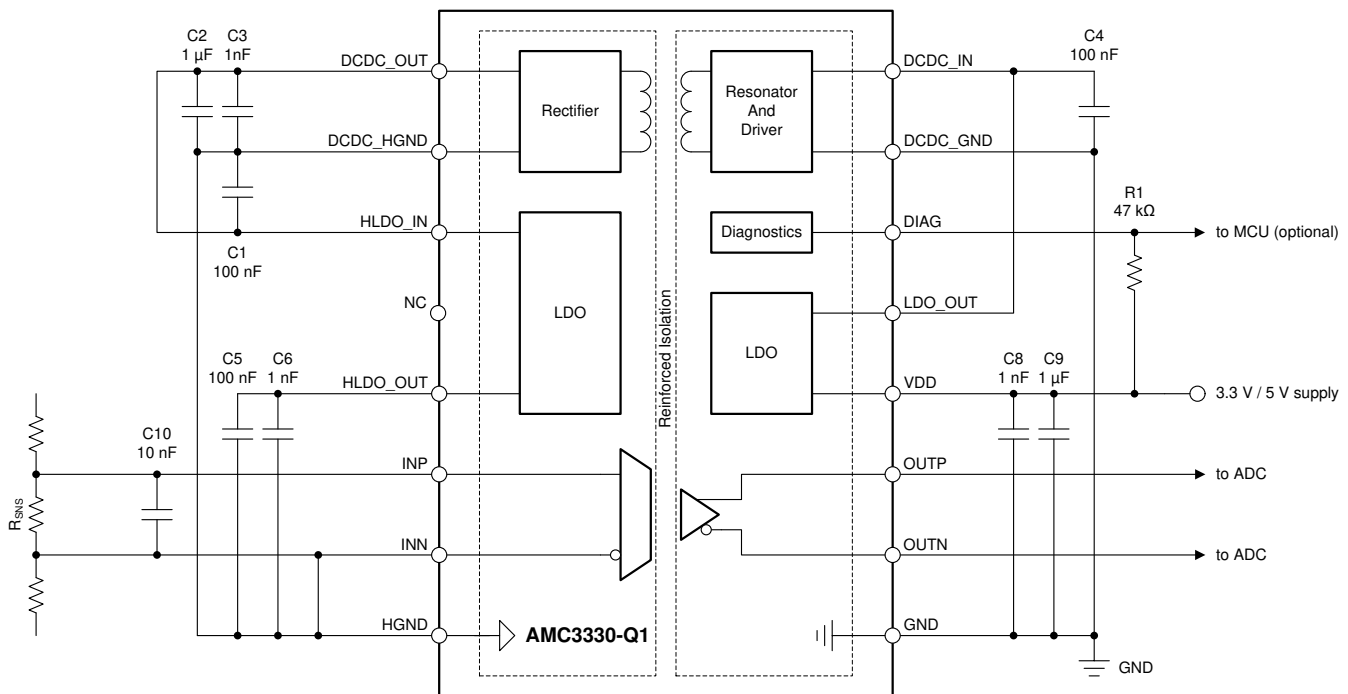 C2
1 µF
C3
1nF
DCDC_OUT
DCDC_HGND
HLDO_IN
C1
100 nF
NC
C5
100 nF
C6
1 nF
HLDO_OUT
C10
10 nF
RSNS
INP
INN
HGND
Rectifier
LDO
Reinforced Isolation
AMC3330-Q1
Resonator
And
Driver
Diagnostics
LDO
DCDC_IN
DCDC_GND
DIAG
LDO_OUT
VDD
OUTP
OUTN
GND
C4
100 nF
R1
47 kΩ
to MCU (optional)
C8
1 nF
C9
1 µF
3.3 V / 5 V supply
to ADC
to ADC
GND